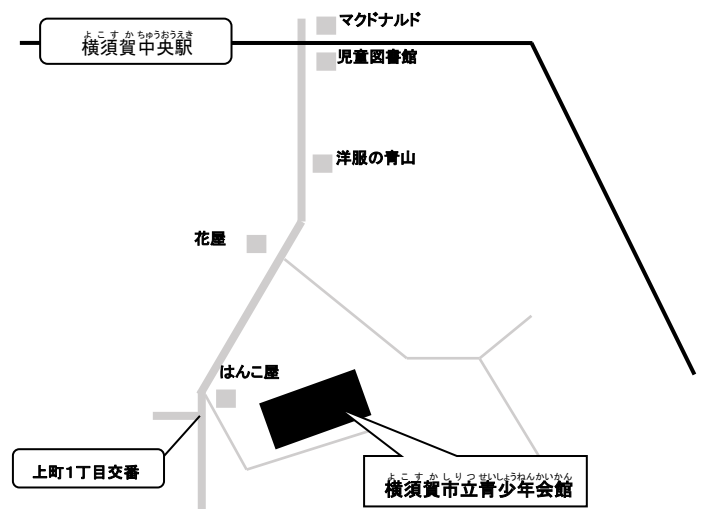 マクドナルド
よこすかちゅうおうえき
横須賀中央駅
児童図書館
洋服の青山
花屋
はんこ屋
上町1丁目交番
よこすかしりつせいしょうねんかいかん
横須賀市立青少年会館